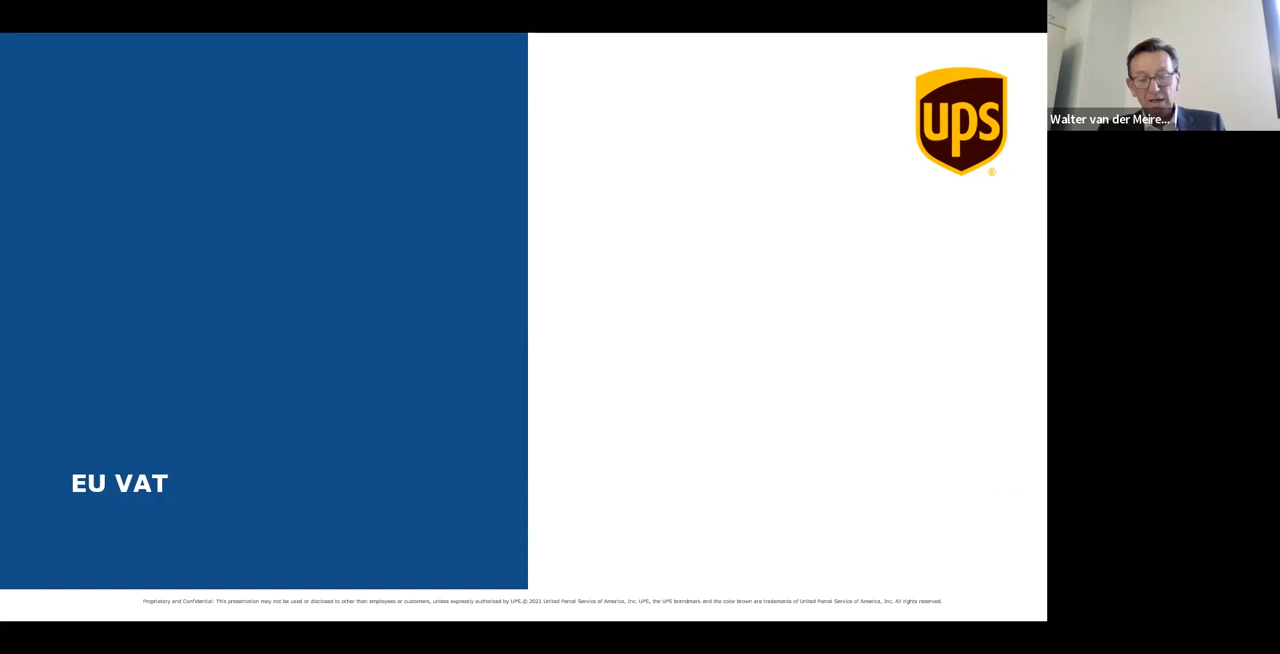 ups
®
Walter van der Meire...
EU VAT
Proprietary and Confidential: This presentation may not be used or disclosed to other than employees or customers, unless expressly authorized by UPS.© 2021 United Parcel Service of America, Inc. UPS, the UPS brandmark and the color brown are trademarks of United Parcel Service of America, Inc. All rights reserved.